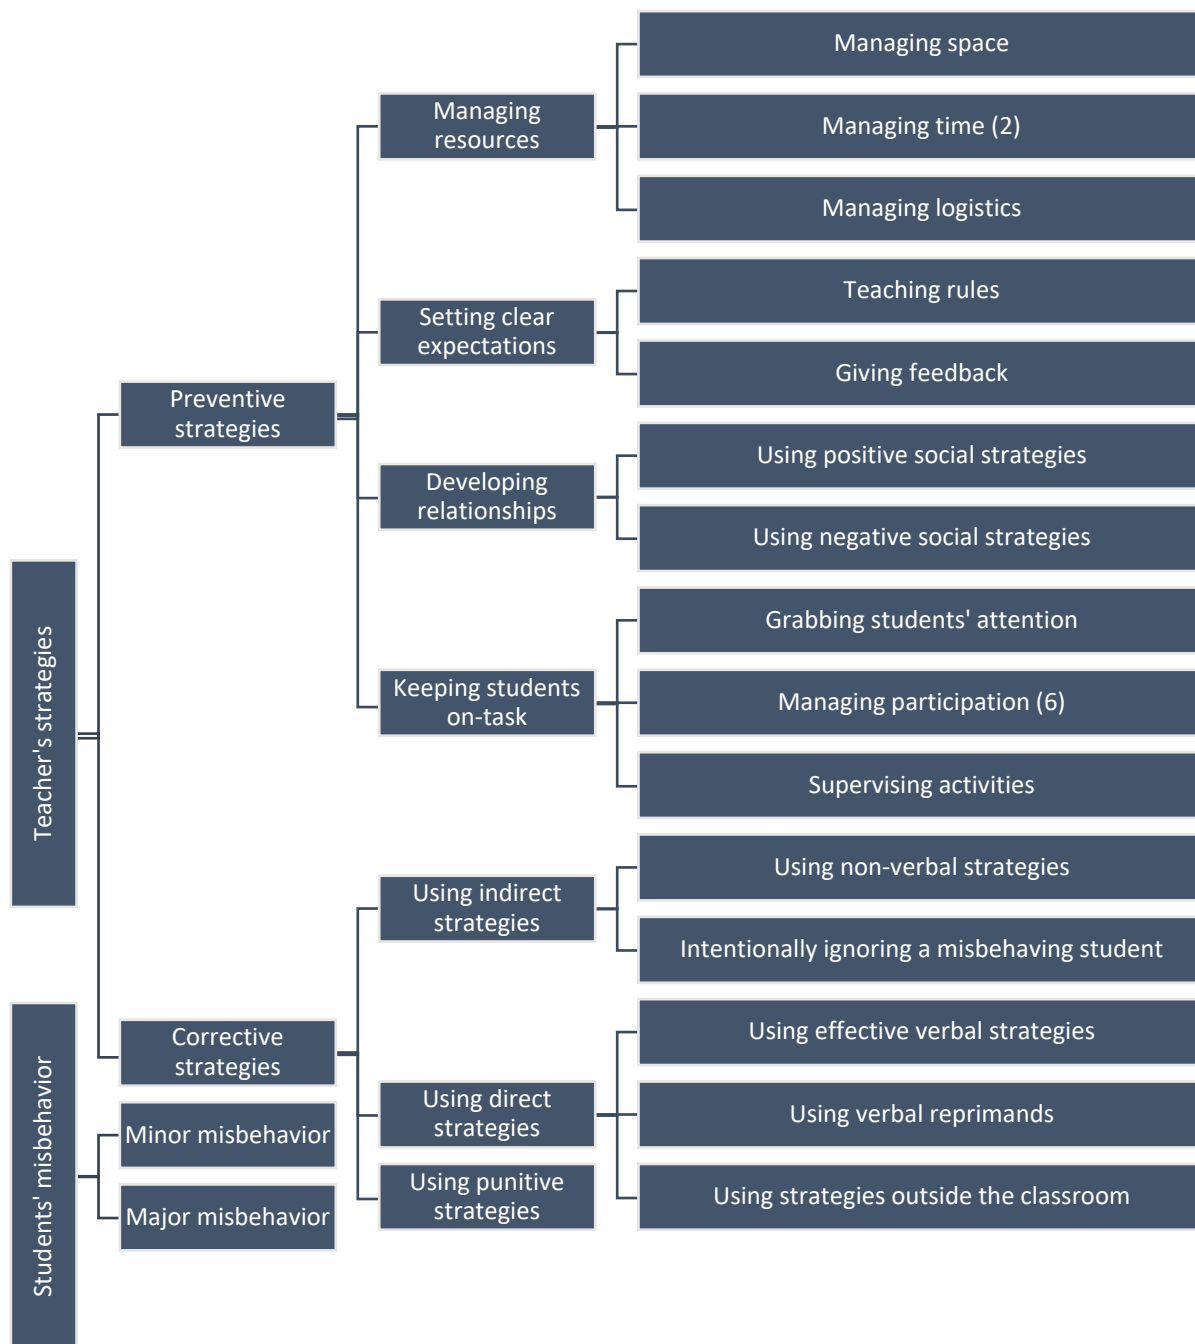 Teacher's strategies
Preventive
strategies
Managing
resources
Managing space
Managing time (2)
Managing logistics
Setting clear
expectations
Teaching rules
Giving feedback
Developing
relationships
Using positive social strategies
Using negative social strategies
Keeping students
on-task
Grabbing students' attention
Managing participation (6)
Supervising activities
Corrective
strategies
Using indirect
strategies
Using non-verbal strategies
Intentionally ignoring a misbehaving student
Using direct
strategies
Using effective verbal strategies
Using verbal reprimands
Using strategies outside the classroom
Using punitive
strategies
Students' misbehavior
Minor misbehavior
Major misbehavior